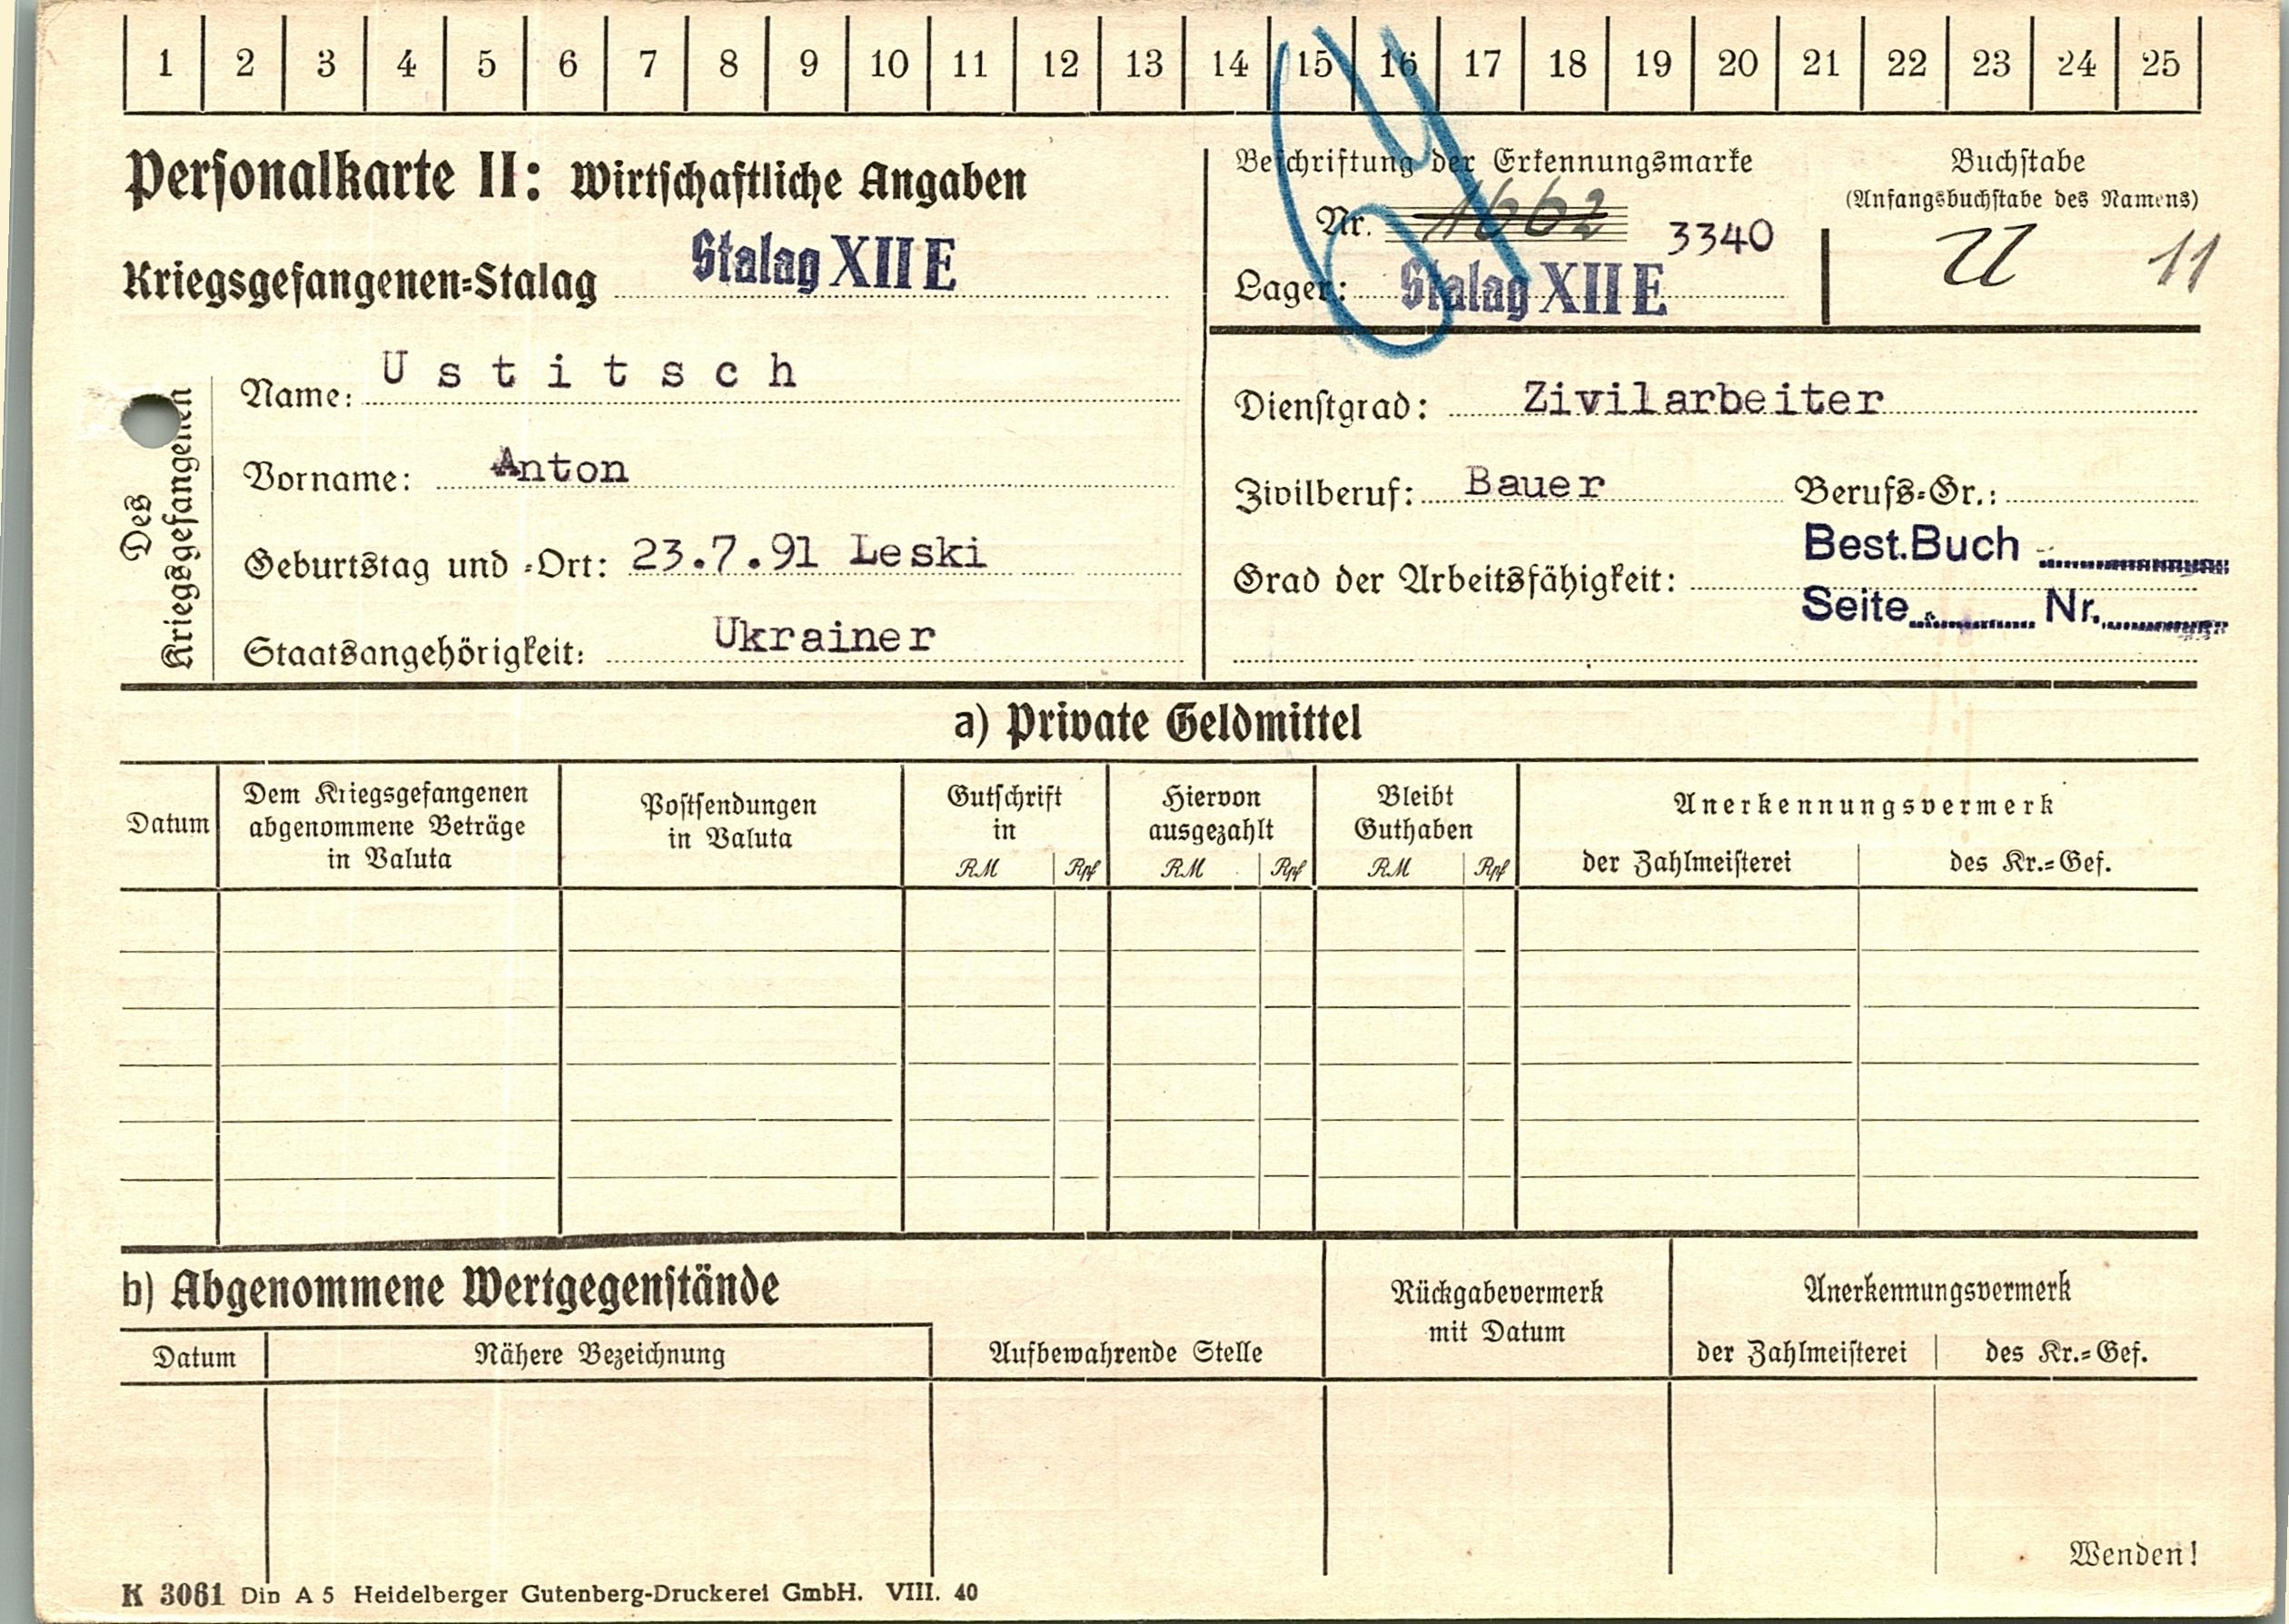 1 2 3 4 5 6 7 8 9 10 11 12 13 14 15 16 17 18 19 20 21 22 23 24 25
Personalkarte II: Wirtschaftliche Angaben
Kriegsgefangenen-Stalag Stalag XII E
Beschriftung der Erkennungsmarke
Nr. 1662 3340
Lager: Stalag XII E
Buchstabe
(Anfangsbuchstabe des Namens)
U 11
Des
Kriegsgefangenen
Name: Ustitsch
Vorname: Anton
Geburtstag und -Ort: 23.7.91 Leski
Staatsangehörigkeit: Ukrainer
Dienstgrad: Zivilarbeiter
Zivilberuf: Bauer Berufs-Gr.:
Best.Buch
Grad der Arbeitsfähigkeit:
Seite Nr.
a) Private Geldmittel
Datum
Dem Kriegsgefangenen
abgenommene Beträge
in Valuta
Postsendungen
in Valuta
Gutschrift
in
RM Rpf
Hiervon
ausgezahlt
RM Rpf
Bleibt
Guthaben
RM Rpf
Anerkennungsvermerk
der Zahlmeisterei des Kr.-Gef.
b) Abgenommene Wertgegenstände
Datum Nähere Bezeichnung Aufbewahrende Stelle
Rückgabevermerk
mit Datum
Anerkennungsvermerk
der Zahlmeisterei des Kr.-Gef.
Wenden!
K 3061 Din A 5 Heidelberger Gutenberg-Druckerei GmbH. VIII. 40